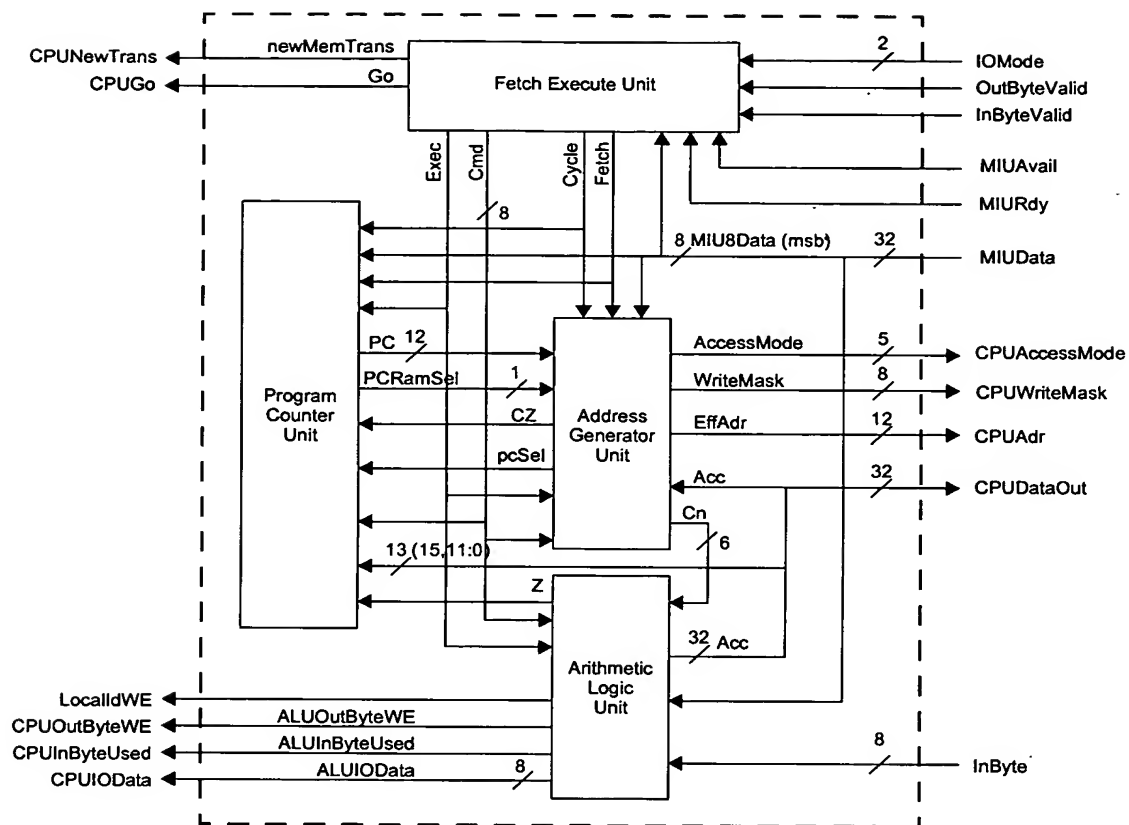 newMemTrans
CPUNewTrans
Go
CPUGo
Fetch Execute Unit
2
IOMode
OutByteValid
InByteValid
Exec
Cmd
Cycle
Fetch
MIUAvail
8
MIURdy
8 MIU8Data (msb)
32
MIUData
PC 12
AccessMode
5
CPUAccessMode
PCRamSel
1
WriteMask
8
CPUWriteMask
Program
Counter
Unit
CZ
Address
Generator
Unit
EffAdr
12
CPUAdr
pcSel
Acc
32
CPUDataOut
Cn
6
13 (15,11:0)
Z
32 Acc
Arithmetic
Logic
Unit
LocalIdWE
ALUOutByteWE
CPUOutByteWE
ALUInByteUsed
CPUInByteUsed
ALUIOData
8
CPUIOData
8
InByte